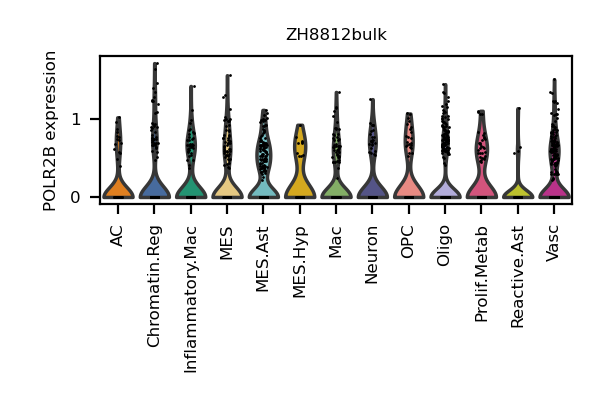 ZH8812bulk
POLR2B expression
1
0
AC
Chromatin.Reg
Inflammatory.Mac
MES
MES.Ast
MES.Hyp
Mac
Neuron
OPC
Oligo
Prolif.Metab
Reactive.Ast
Vasc